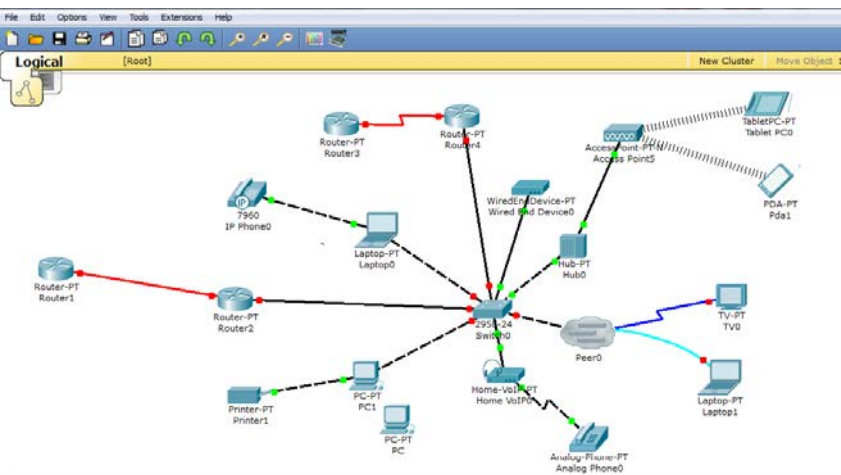 File Edit Options View Tools Extensions Help
Logical [Root] New Cluster Move Object
Router-PT
Router3
Router-PT
Router4
AccessPoint-PT-N
Access Point5
TabletPC-PT
Tablet PC0
PDA-PT
Pda1
WiredEndDevice-PT
Wired End Device0
7960
IP Phone0
Laptop-PT
Laptop0
Hub-PT
Hub0
Router-PT
Router1
Router-PT
Router2
2950-24
Switch0
Peer0
TV-PT
TV0
Laptop-PT
Laptop1
Home-VoIP-PT
Home VoIP0
PC-PT
PC1
Printer-PT
Printer1
PC-PT
PC
Analog-Phone-PT
Analog Phone0